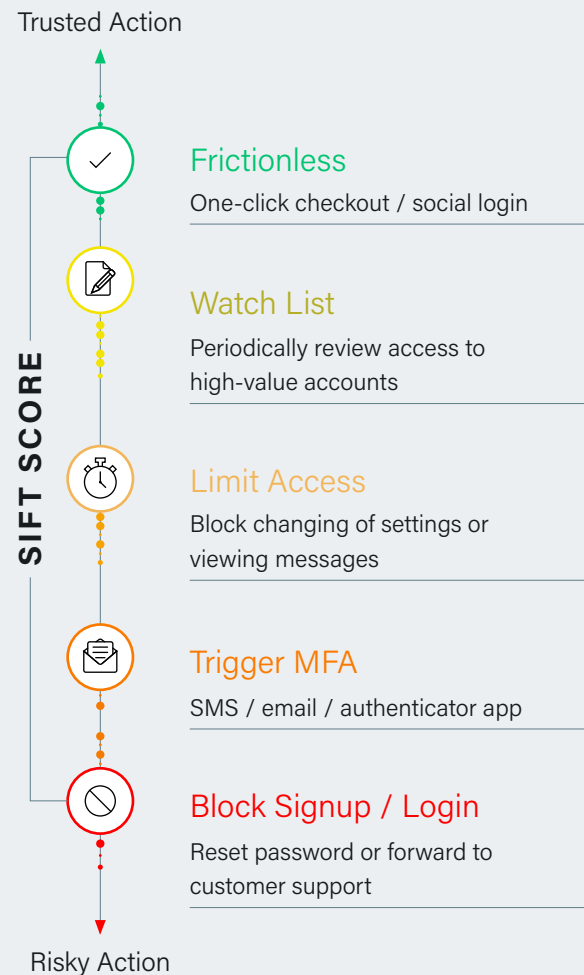 Trusted Action
Frictionless
One-click checkout / social login
Watch List
Periodically review access to
high-value accounts
SIFT SCORE
Limit Access
Block changing of settings or
viewing messages
Trigger MFA
SMS / email / authenticator app
Block Signup / Login
Reset password or forward to
customer support
Risky Action